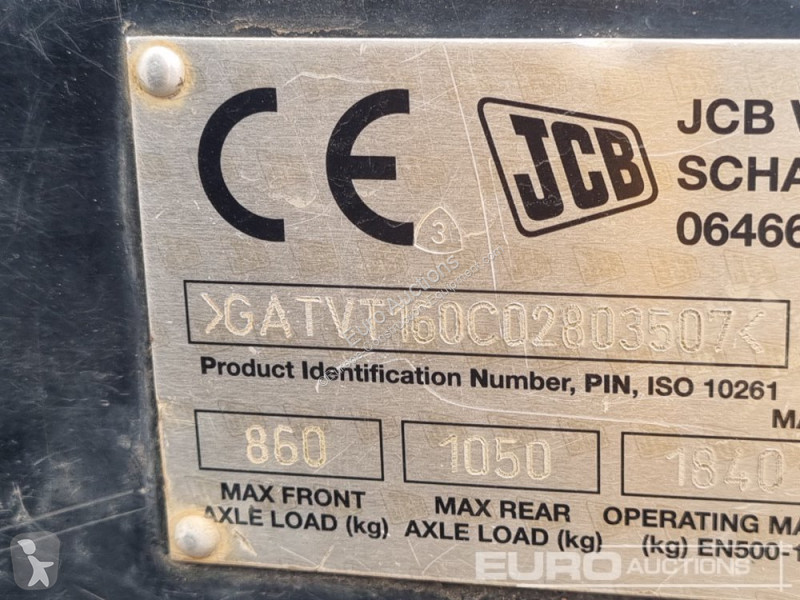 CE
JCB
JCB V
SCHA
06466
3
>GATVT160C02803507<
Product Identification Number, PIN, ISO 10261
MA
860
1050
1840
MAX FRONT
AXLE LOAD (kg)
MAX REAR
AXLE LOAD (kg)
OPERATING MA
(kg) EN500-1
EURO AUCTIONS